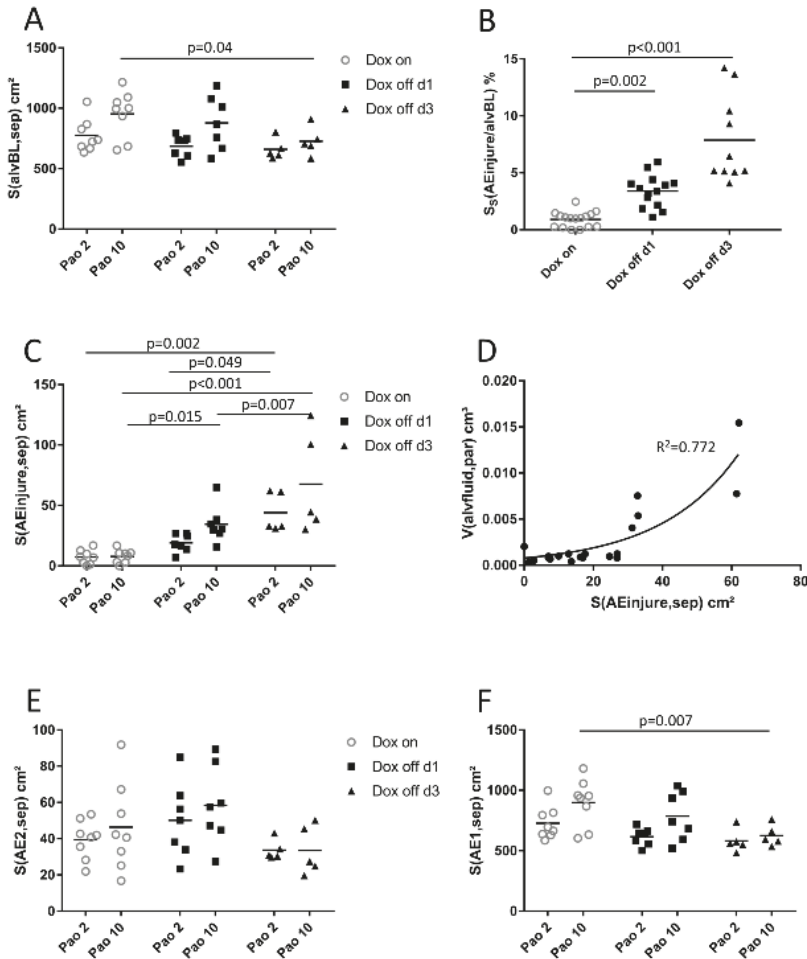 A
S(alvBL,sep) cm²
1500
1000
500
0
p=0.04
Dox on
Dox off d1
Dox off d3
Pao 2
Pao 10
Pao 2
Pao 10
Pao 2
Pao 10
B
Sₛ(AEinjure/alvBL) %
15
10
5
0
p<0.001
p=0.002
Dox on
Dox off d1
Dox off d3
C
S(AEinjure,sep) cm²
150
100
50
0
p=0.002
p=0.049
p<0.001
p=0.015
p=0.007
Dox on
Dox off d1
Dox off d3
Pao 2
Pao 10
Pao 2
Pao 10
Pao 2
Pao 10
D
V(alvfluid,par) cm³
0.020
0.015
0.010
0.005
0.000
R²=0.772
0
20
40
60
80
S(AEinjure,sep) cm²
E
S(AE2,sep) cm²
100
80
60
40
20
0
Dox on
Dox off d1
Dox off d3
Pao 2
Pao 10
Pao 2
Pao 10
Pao 2
Pao 10
F
S(AE1,sep) cm²
1500
1000
500
0
p=0.007
Pao 2
Pao 10
Pao 2
Pao 10
Pao 2
Pao 10